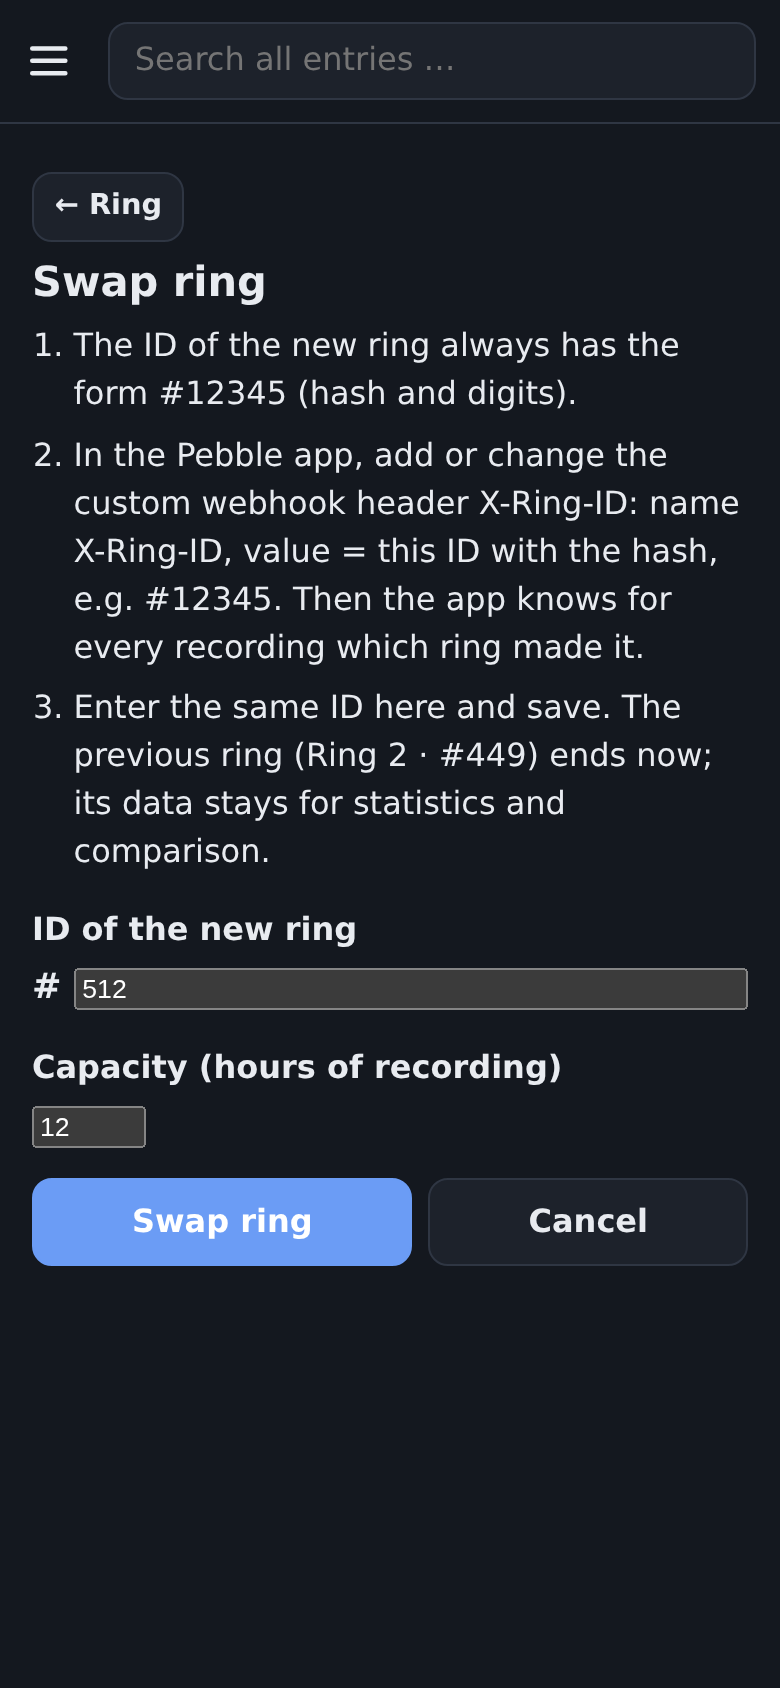 Search all entries ...
← Ring
Swap ring
1. The ID of the new ring always has the
form #12345 (hash and digits).
2. In the Pebble app, add or change the
custom webhook header X-Ring-ID: name
X-Ring-ID, value = this ID with the hash,
e.g. #12345. Then the app knows for
every recording which ring made it.
3. Enter the same ID here and save. The
previous ring (Ring 2 · #449) ends now;
its data stays for statistics and
comparison.
ID of the new ring
# 512
Capacity (hours of recording)
12
Swap ring Cancel